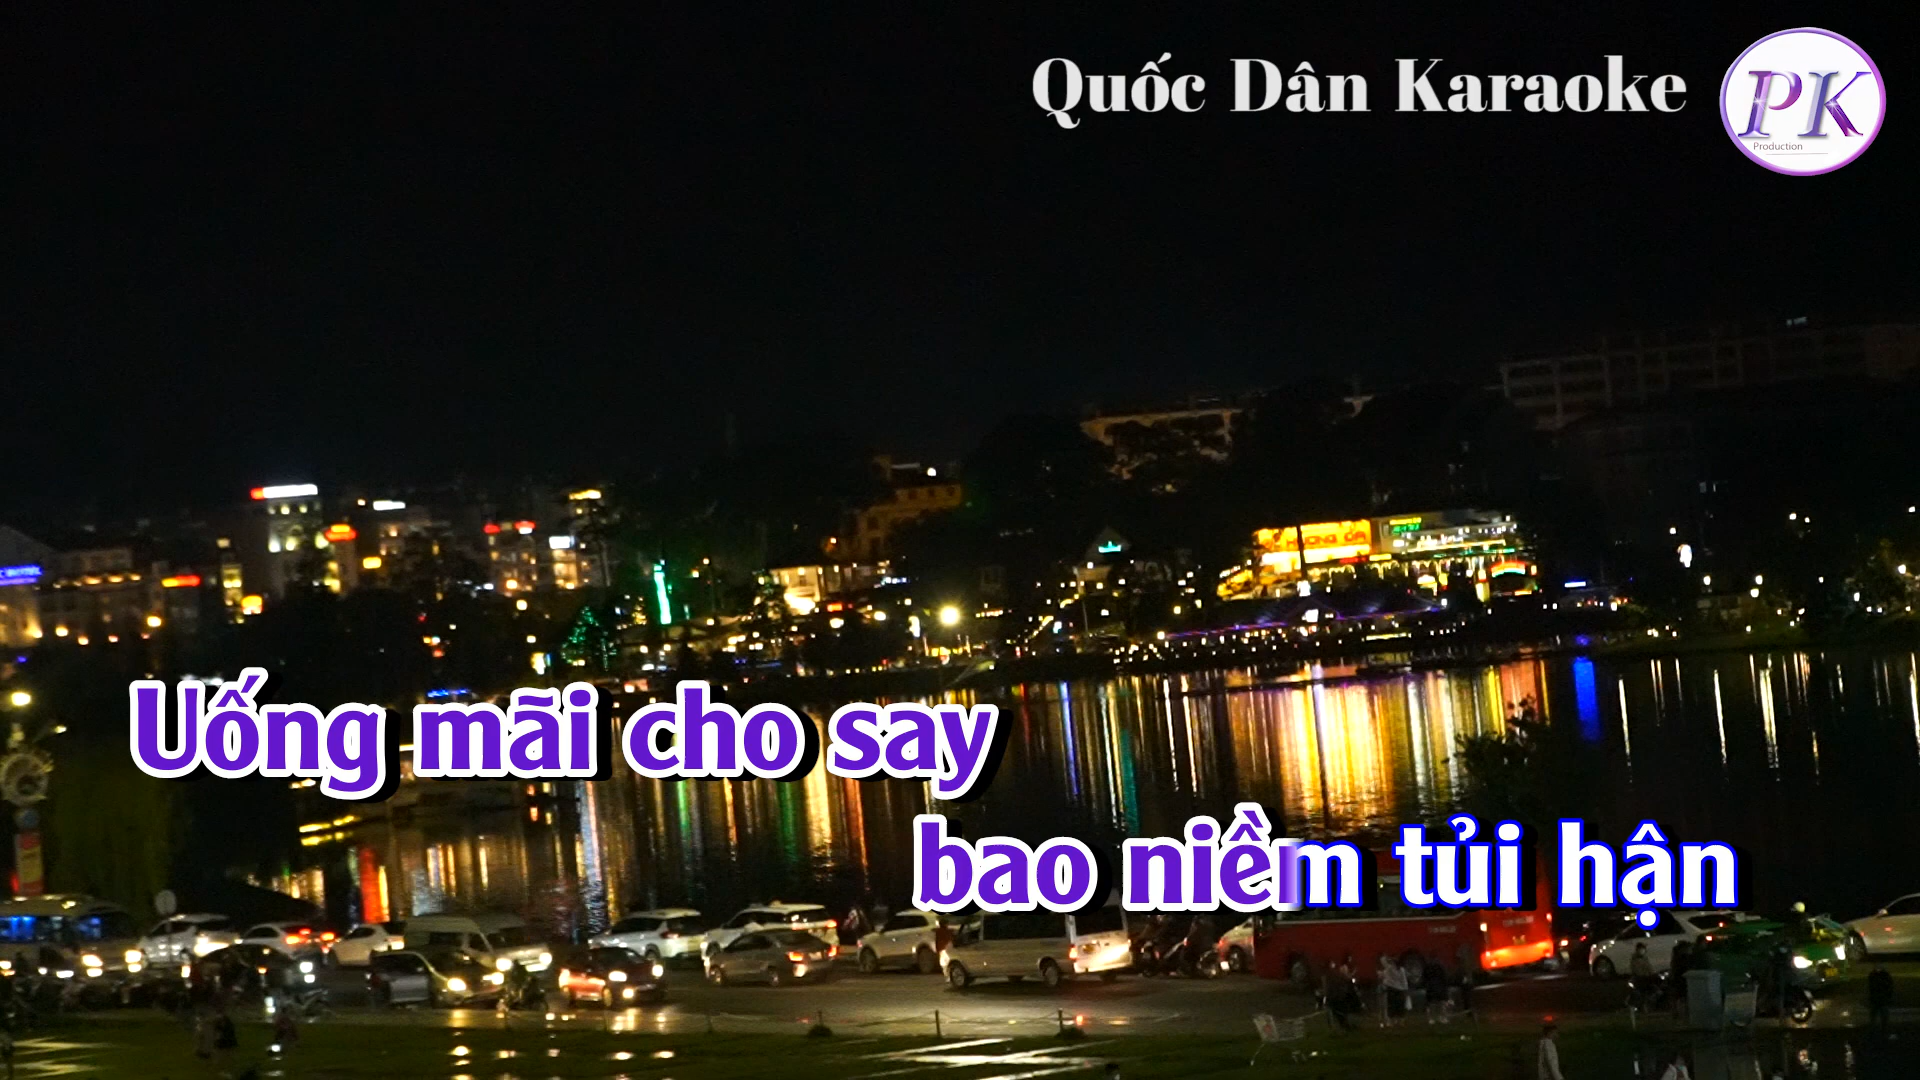 Quốc Dân Karaoke
PK
Production
Uống mãi cho say
bao niềm tủi hận